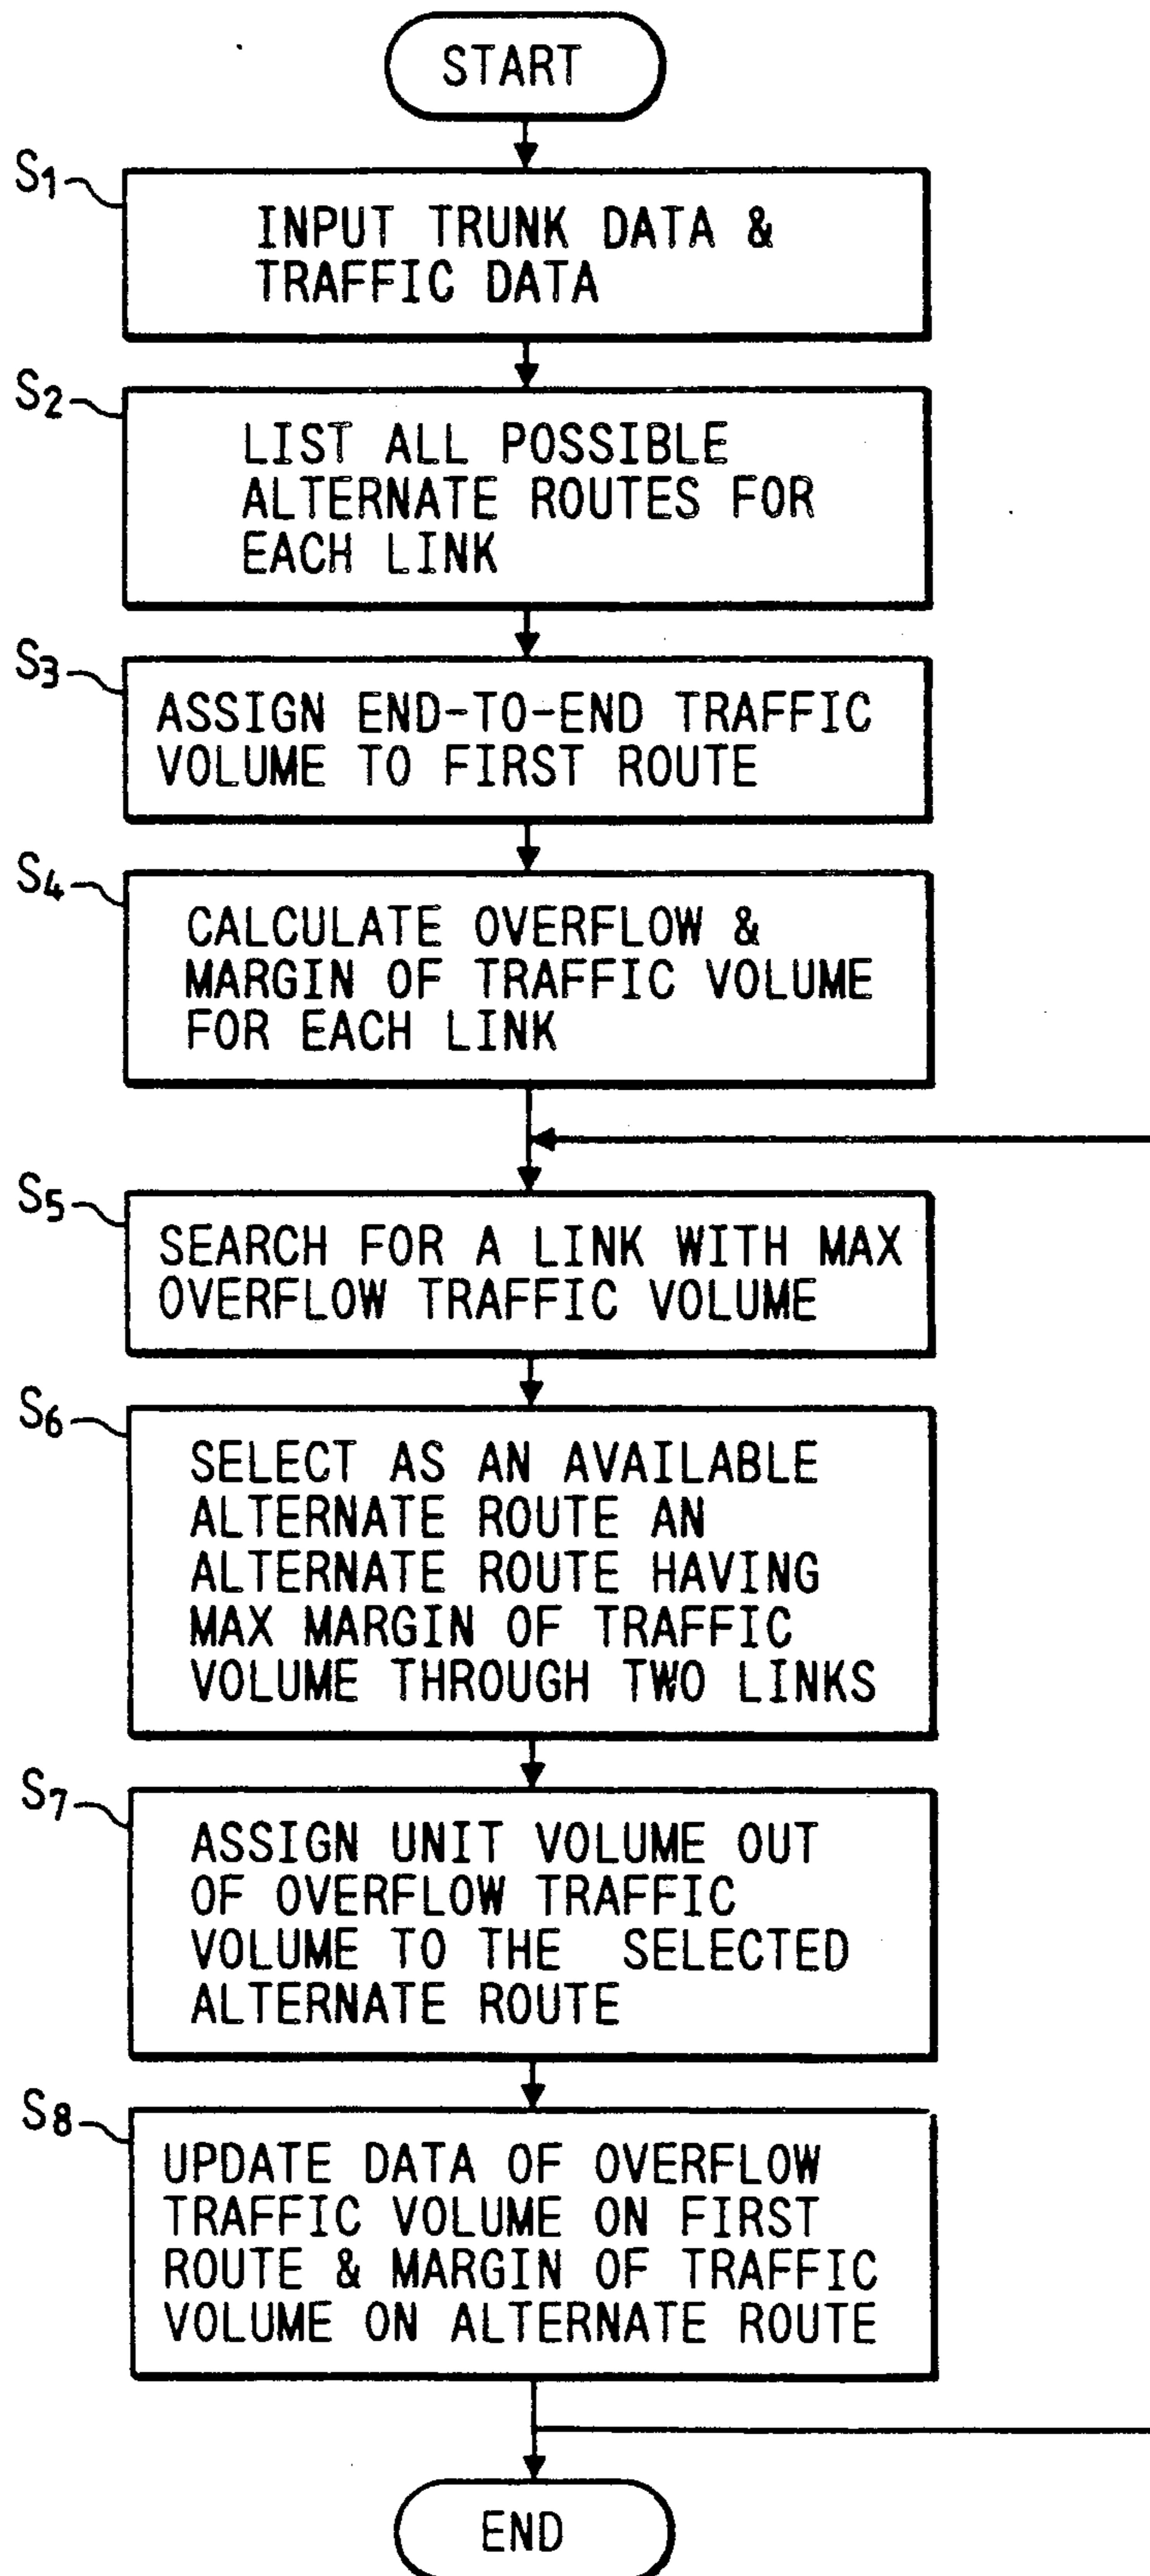 START
S1
INPUT TRUNK DATA &
TRAFFIC DATA
S2
LIST ALL POSSIBLE
ALTERNATE ROUTES FOR
EACH LINK
S3
ASSIGN END-TO-END TRAFFIC
VOLUME TO FIRST ROUTE
S4
CALCULATE OVERFLOW &
MARGIN OF TRAFFIC VOLUME
FOR EACH LINK
S5
SEARCH FOR A LINK WITH MAX
OVERFLOW TRAFFIC VOLUME
S6
SELECT AS AN AVAILABLE
ALTERNATE ROUTE AN
ALTERNATE ROUTE HAVING
MAX MARGIN OF TRAFFIC
VOLUME THROUGH TWO LINKS
S7
ASSIGN UNIT VOLUME OUT
OF OVERFLOW TRAFFIC
VOLUME TO THE SELECTED
ALTERNATE ROUTE
S8
UPDATE DATA OF OVERFLOW
TRAFFIC VOLUME ON FIRST
ROUTE & MARGIN OF TRAFFIC
VOLUME ON ALTERNATE ROUTE
END